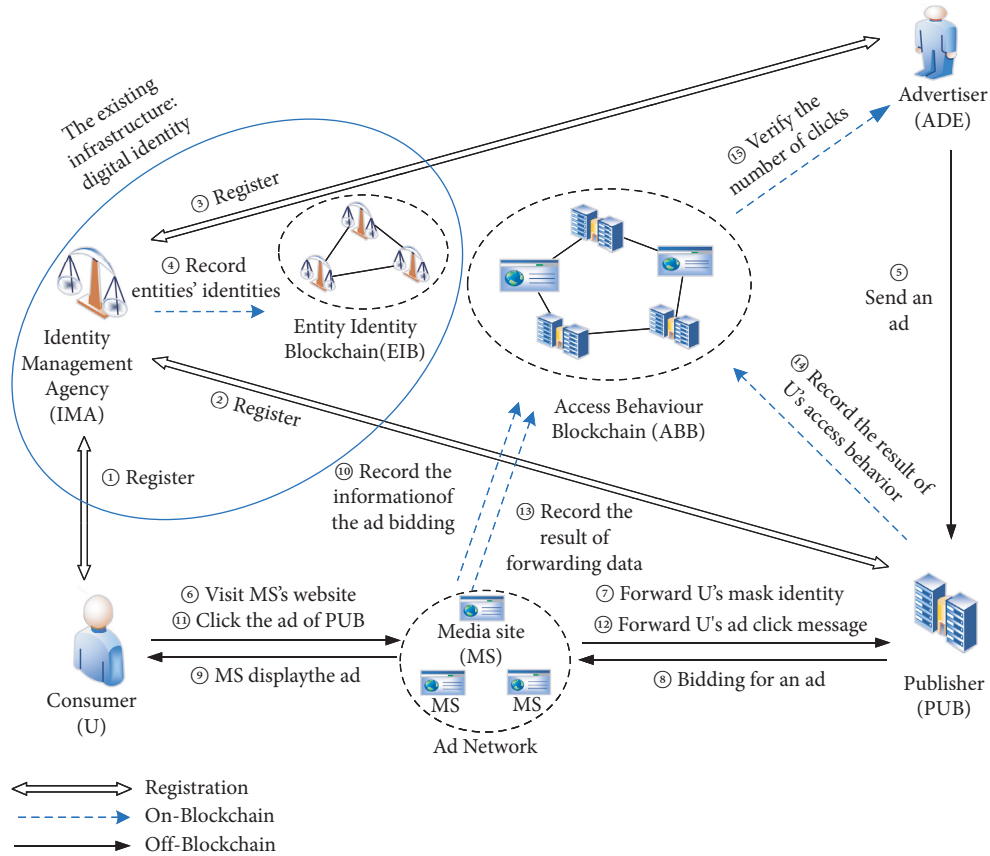 The existing
infrastructure:
digital identity
Advertiser
(ADE)
⑮ Verify the
number of clicks
③ Register
④ Record
entities' identities
Identity
Management
Agency
(IMA)
Entity Identity
Blockchain(EIB)
⑤
Send an
ad
② Register
Access Behaviour
Blockchain (ABB)
⑭ Record the result of
U's access behavior
① Register
⑩ Record the
informationof
the ad bidding
⑬ Record the
result of
forwarding data
⑥ Visit MS's website
⑪ Click the ad of PUB
⑨ MS displaythe ad
Media site
(MS)
MS
MS
Ad Network
⑦ Forward U's mask identity
⑫ Forward U's ad click message
⑧ Bidding for an ad
Consumer
(U)
Publisher
(PUB)
Registration
On-Blockchain
Off-Blockchain